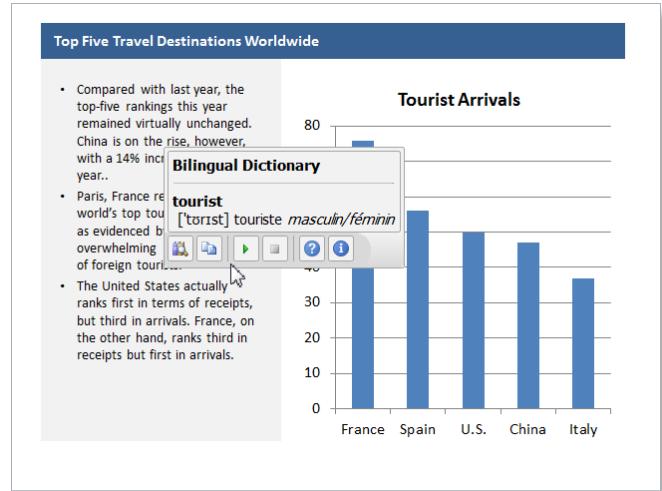 Top Five Travel Destinations Worldwide
• Compared with last year, the
top-five rankings this year
remained virtually unchanged.
China is on the rise, however,
with a 14% 
year..
• Paris, France
world's top
as evidenced
overwhelming
of foreign
• The United States actually
ranks first in terms of receipts,
but third in arrivals. France, on
the other hand, ranks third in
receipts but first in arrivals.
Bilingual Dictionary
tourist
['tʊrɪst] touriste masculin/féminin
Tourist Arrivals
80
30
20
10
0
France Spain U.S. China Italy